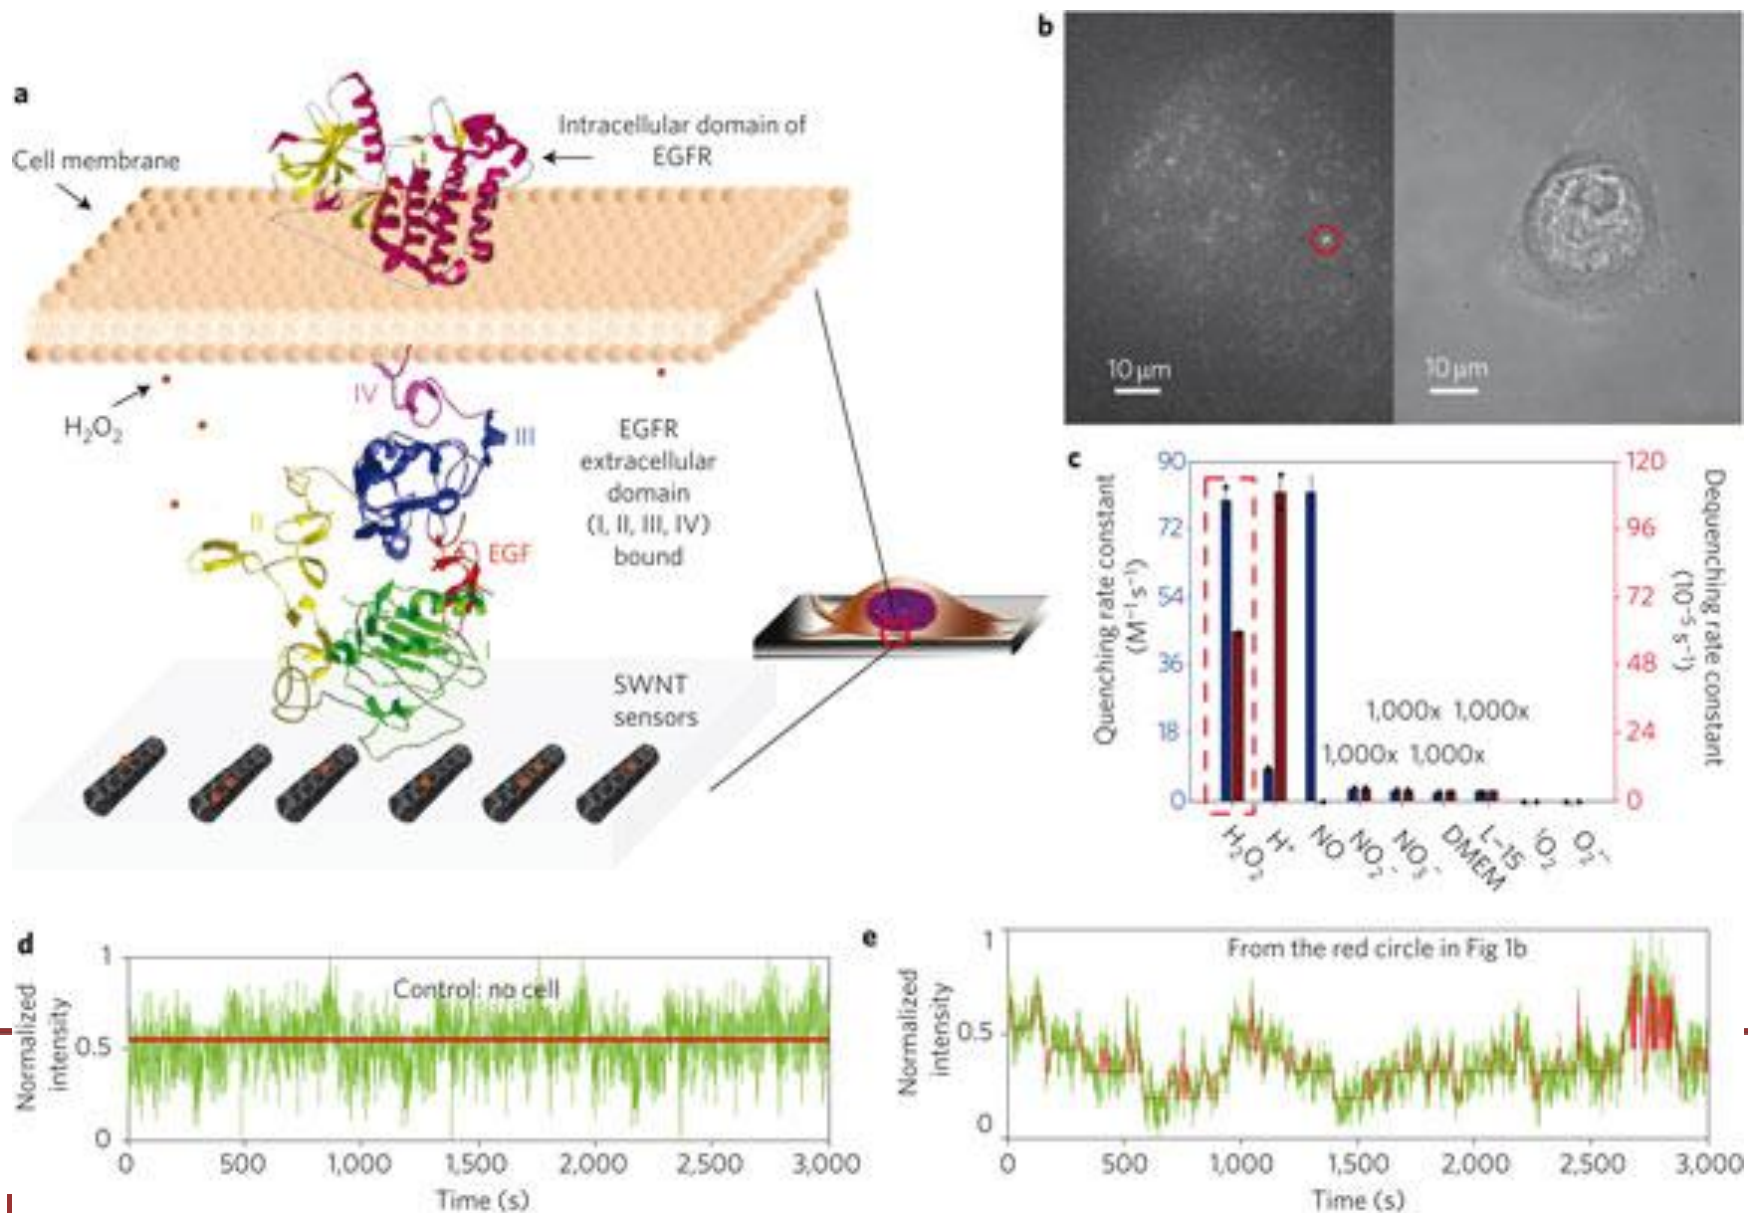 a
Cell membrane
Intracellular domain of
EGFR
H₂O₂
IV
III
II
EGF
I
EGFR
extracellular
domain
(I, II, III, IV)
bound
SWNT
sensors
b
10 µm
10 µm
c
Quenching rate constant
(M⁻¹ s⁻¹)
90
72
54
36
18
0
1,000x 1,000x
1,000x 1,000x
120
96
72
48
24
0
Dequenching rate constant
(10⁻⁵ s⁻¹)
H₂O₂
H⁺
NO
NO₂⁻
NO₃⁻
DMEM
L-15
¹O₂
O₂·⁻
d
Control: no cell
Normalized
intensity
1
0.5
0
0 500 1,000 1,500 2,000 2,500 3,000
Time (s)
e
From the red circle in Fig 1b
Normalized
intensity
1
0.5
0
0 500 1,000 1,500 2,000 2,500 3,000
Time (s)